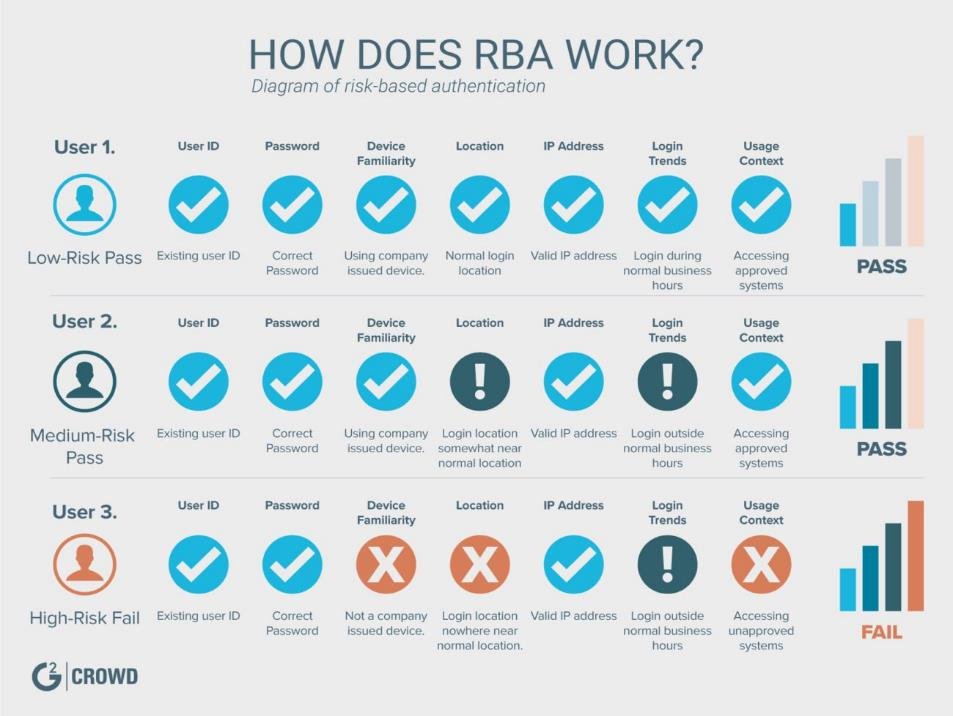 HOW DOES RBA WORK?
Diagram of risk-based authentication
User 1.
User ID
Password
Device
Familiarity
Location
IP Address
Login
Trends
Usage
Context
Low-Risk Pass
Existing user ID
Correct
Password
Using company
issued device.
Normal login
location
Valid IP address
Login during
normal business
hours
Accessing
approved
systems
PASS
User 2.
User ID
Password
Device
Familiarity
Location
IP Address
Login
Trends
Usage
Context
!
!
Medium-Risk
Pass
Existing user ID
Correct
Password
Using company
issued device.
Login location
somewhat near
normal location
Valid IP address
Login outside
normal business
hours
Accessing
approved
systems
PASS
User 3.
User ID
Password
Device
Familiarity
Location
IP Address
Login
Trends
Usage
Context
X
X
!
X
High-Risk Fail
Existing user ID
Correct
Password
Not a company
issued device.
Login location
nowhere near
normal location.
Valid IP address
Login outside
normal business
hours
Accessing
unapproved
systems
FAIL
G2 | CROWD